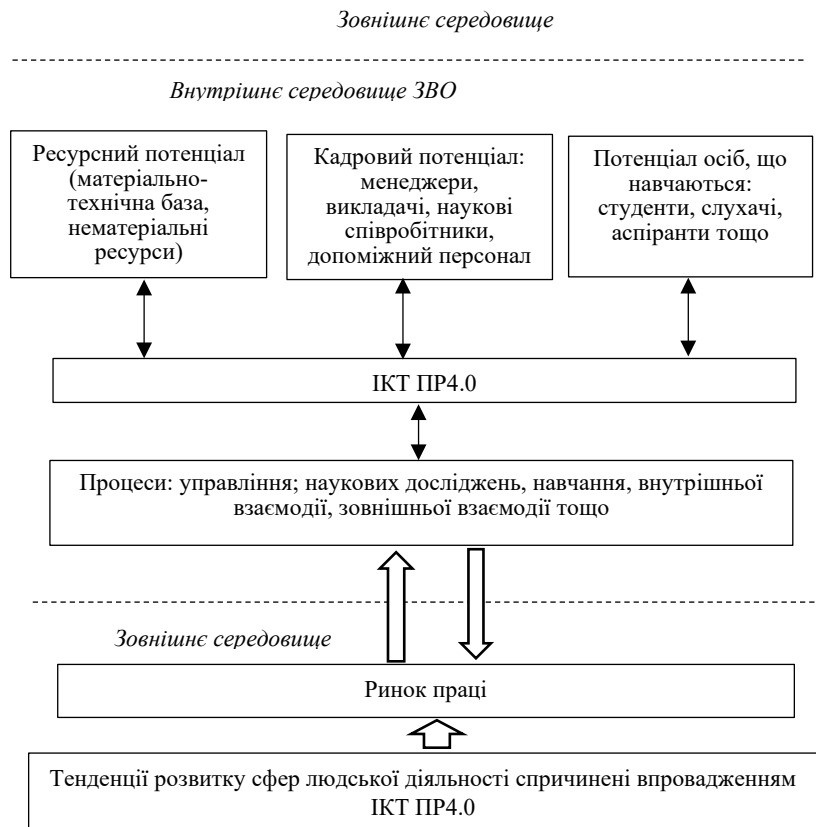 Зовнішнє середовище
Внутрішнє середовище ЗВО
Ресурсний потенціал
(матеріально-
технічна база,
нематеріальні
ресурси)
Кадровий потенціал:
менеджери,
викладачі, наукові
співробітники,
допоміжний персонал
Потенціал осіб, що
навчаються:
студенти, слухачі,
аспіранти тощо
ІКТ ПР4.0
Процеси: управління; наукових досліджень, навчання, внутрішньої
взаємодії, зовнішньої взаємодії тощо
Зовнішнє середовище
Ринок праці
Тенденції розвитку сфер людської діяльності спричинені впровадженням
ІКТ ПР4.0